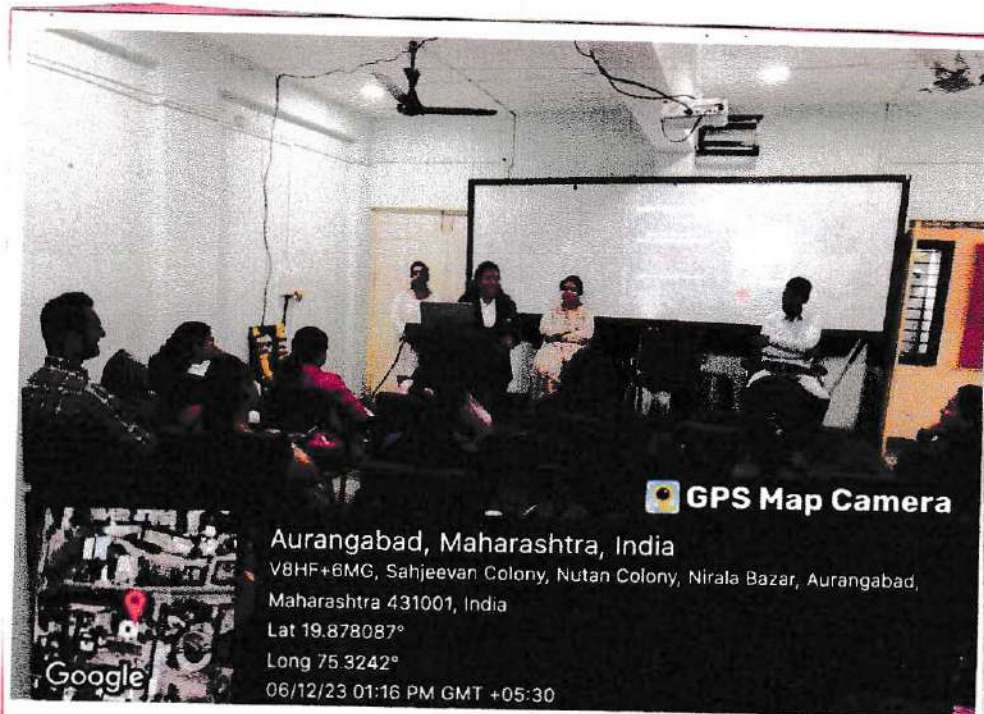 GPS Map Camera
Aurangabad, Maharashtra, India
V8HF+6MG, Sahjeevan Colony, Nutan Colony, Nirala Bazar, Aurangabad,
Maharashtra 431001, India
Lat 19.878087°
Long 75.3242°
06/12/23 01:16 PM GMT +05:30
Google